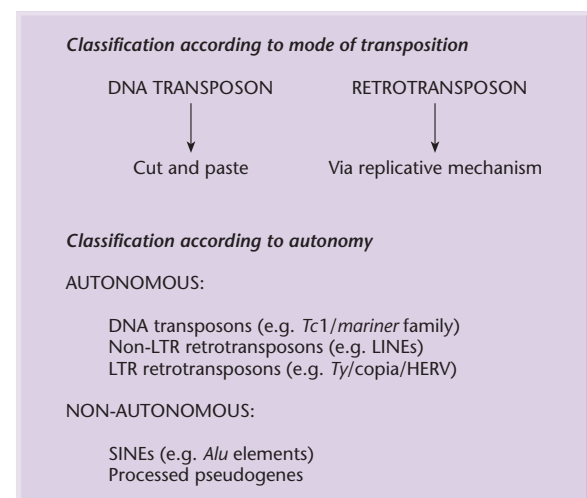 Classification according to mode of transposition
DNA TRANSPOSON RETROTRANSPOSON
Cut and paste Via replicative mechanism
Classification according to autonomy
AUTONOMOUS:
DNA transposons (e.g. Tc1/mariner family)
Non-LTR retrotransposons (e.g. LINEs)
LTR retrotransposons (e.g. Ty/copia/HERV)
NON-AUTONOMOUS:
SINEs (e.g. Alu elements)
Processed pseudogenes